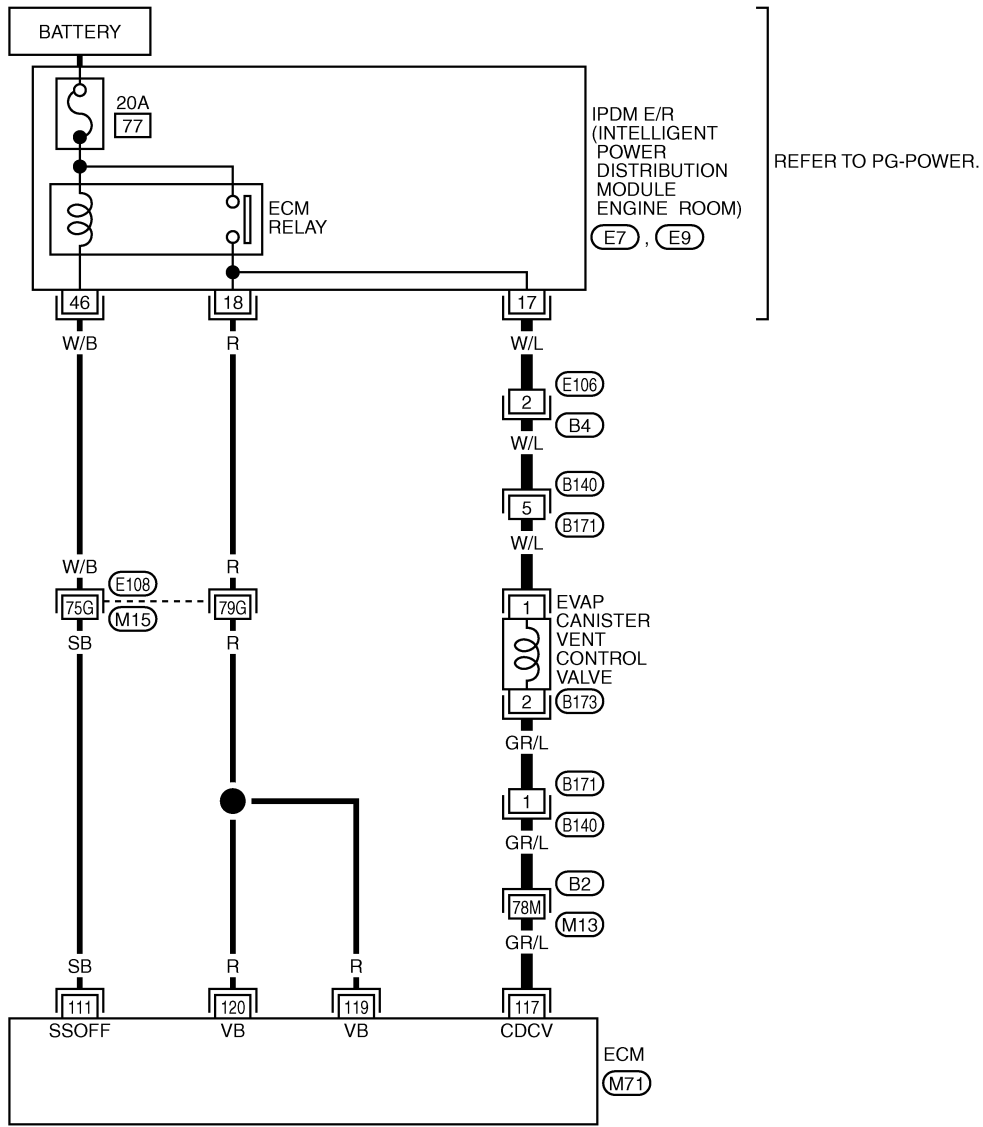 BATTERY
20A
77
IPDM E/R
(INTELLIGENT
POWER
DISTRIBUTION
MODULE
ENGINE ROOM)
E7 , E9
REFER TO PG-POWER.
ECM
RELAY
46
18
17
W/B
R
W/L
2
E106
B4
W/L
5
B140
B171
W/L
W/B
R
75G
E108
M15
79G
SB
R
1
EVAP
CANISTER
VENT
CONTROL
VALVE
2
B173
GR/L
1
B171
B140
GR/L
78M
B2
M13
GR/L
SB
R
R
111
120
119
117
SSOFF
VB
VB
CDCV
ECM
M71